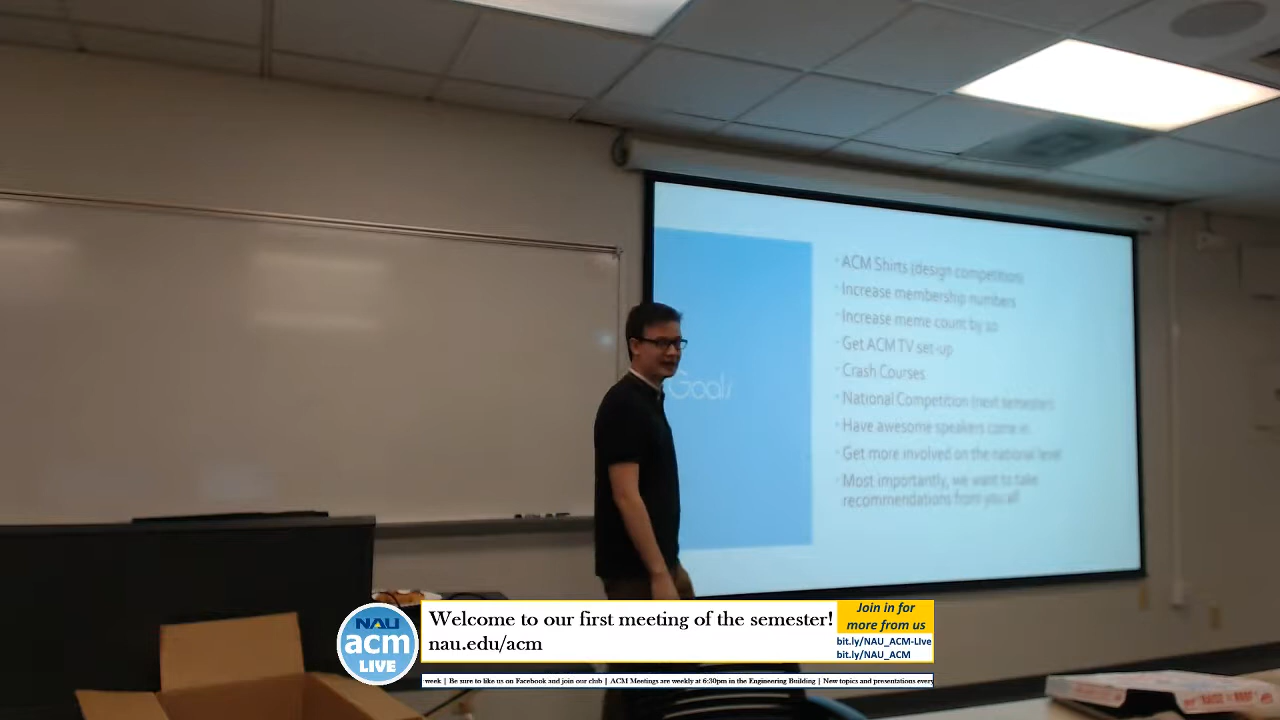 Goals
• ACM Shirts (design competition)
• Increase membership numbers
• Increase meme count by 10
• Get ACM TV set-up
• Crash Courses
• National Competition (next semester)
• Have awesome speakers come in
• Get more involved on the national level
• Most importantly, we want to take
recommendations from you all
NAU
acm
LIVE
Welcome to our first meeting of the semester!
nau.edu/acm
Join in for
more from us
bit.ly/NAU_ACM-Live
bit.ly/NAU_ACM
week | Be sure to like us on Facebook and join our club | ACM Meetings are weekly at 6:30pm in the Engineering Building | New topics and presentations every